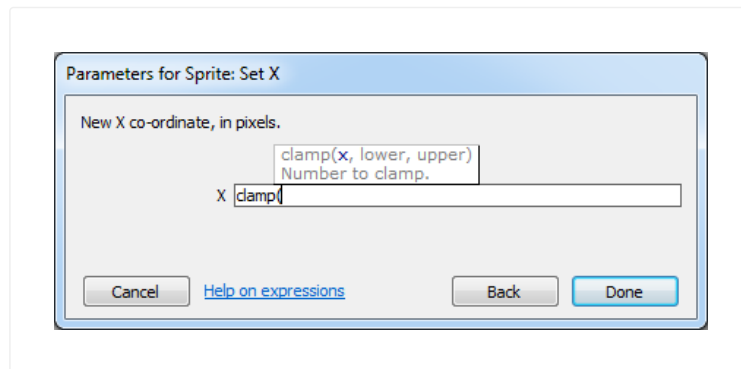 Parameters for Sprite: Set X
New X co-ordinate, in pixels.
clamp(x, lower, upper)
Number to clamp.
X clamp(
Cancel Help on expressions Back Done